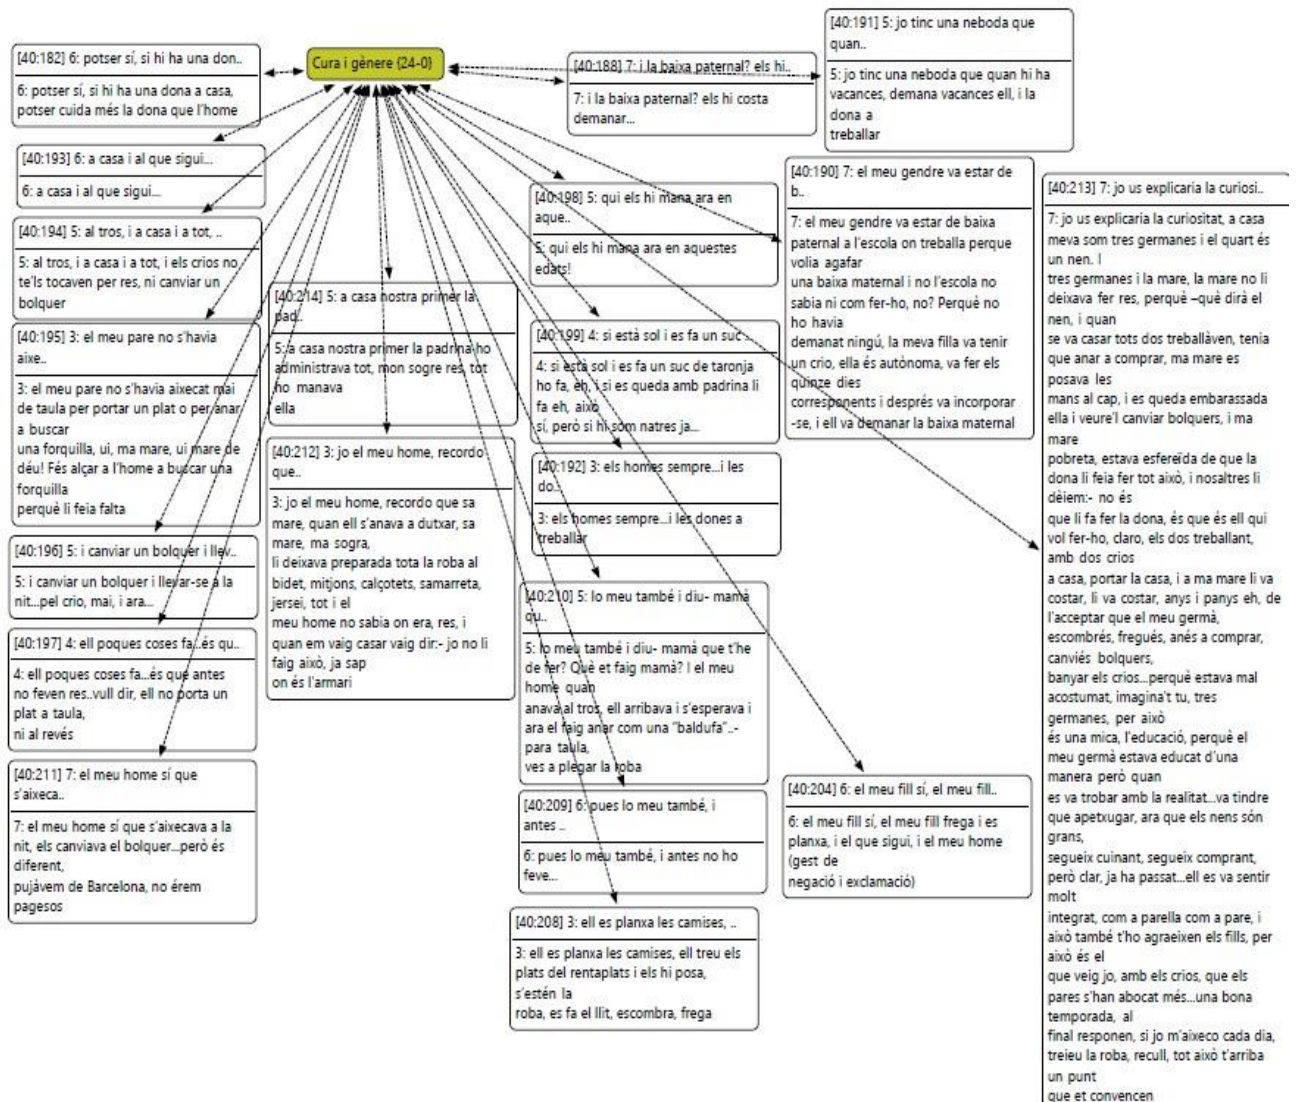 Cura i gènere {24-0}
[40:182] 6: potser sí, si hi ha una don..
6: potser sí, si hi ha una dona a casa,
potser cuida més la dona que l'home
[40:193] 6: a casa i al que sigui...
6: a casa i al que sigui...
[40:194] 5: al tros, i a casa i a tot, ..
5: al tros, i a casa i a tot, i els crios no
te'ls tocaven per res, ni canviar un
bolquer
[40:195] 3: el meu pare no s'havia
aixe..
3: el meu pare no s'havia aixecat mai
de taula per portar un plat o per anar
a buscar
una forquilla, ui, ma mare, ui mare de
déu! Fés alçar a l'home a buscar una
forquilla
perquè li feia falta
[40:196] 5: i canviar un bolquer i llev..
5: i canviar un bolquer i llevar-se a la
nit...pel crio, mai, i ara...
[40:197] 4: ell poques coses fa...és qu..
4: ell poques coses fa...és que antes
no feven res..vull dir, ell no porta un
plat a taula,
ni al revés
[40:211] 7: el meu home sí que
s'aixeca..
7: el meu home sí que s'aixecava a la
nit, els canviava el bolquer...però és
diferent,
pujàvem de Barcelona, no érem
pagesos
[40:214] 5: a casa nostra primer la
pad..
5: a casa nostra primer la padrina ho
administrava tot, mon sogre res, tot
ho manava
ella
[40:212] 3: jo el meu home, recordo
que..
3: jo el meu home, recordo que sa
mare, quan ell s'anava a dutxar, sa
mare, ma sogra,
li deixava preparada tota la roba al
bidet, mitjons, calçotets, samarreta,
jersei, tot i el
meu home no sabia on era, res, i
quan em vaig casar vaig dir:- jo no li
faig això, ja sap
on és l'armari
[40:188] 7: i la baixa paternal? els hi..
7: i la baixa paternal? els hi costa
demanar...
[40:198] 5: qui els hi mana ara en
aque..
5: qui els hi mana ara en aquestes
edats!
[40:199] 4: si està sol i es fa un suc ..
4: si està sol i es fa un suc de taronja
ho fa, eh, i si es queda amb padrina li
fa eh, això
sí, però si hi som natres ja...
[40:192] 3: els homes sempre...i les
do..
3: els homes sempre...i les dones a
treballar
[40:210] 5: lo meu també i diu- mamà
qu..
5: lo meu també i diu- mamà que t'he
de fer? Què et faig mamà? I el meu
home quan
anava al tros, ell arribava i s'esperava i
ara el faig anar com una "baldufa"..-
para taula,
ves a plegar la roba
[40:209] 6: pues lo meu també, i
antes ..
6: pues lo meu també, i antes no ho
feve...
[40:208] 3: ell es planxa les camises, ..
3: ell es planxa les camises, ell treu els
plats del rentaplats i els hi posa,
s'estén la
roba, es fa el llit, escombra, frega
[40:191] 5: jo tinc una neboda que
quan..
5: jo tinc una neboda que quan hi ha
vacances, demana vacances ell, i la
dona a
treballar
[40:190] 7: el meu gendre va estar de
b..
7: el meu gendre va estar de baixa
paternal a l'escola on treballa perque
volia agafar
una baixa maternal i no l'escola no
sabia ni com fer-ho, no? Perquè no
ho havia
demanat ningú, la meva filla va tenir
un crio, ella és autònoma, va fer els
quinze dies
corresponents i després va incorporar
-se, i ell va demanar la baixa maternal
[40:204] 6: el meu fill sí, el meu fill..
6: el meu fill sí, el meu fill frega i es
planxa, i el que sigui, i el meu home
(gest de
negació i exclamació)
[40:213] 7: jo us explicaria la curiosi..
7: jo us explicaria la curiositat, a casa
meva som tres germanes i el quart és
un nen. I
tres germanes i la mare, la mare no li
deixava fer res, perquè –què dirà el
nen, i quan
se va casar tots dos treballàven, tenia
que anar a comprar, ma mare es
posava les
mans al cap, i es queda embarassada
ella i veure'l canviar bolquers, i ma
mare
pobreta, estava esfereïda de que la
dona li feia fer tot això, i nosaltres li
dèiem:- no és
que li fa fer la dona, és que és ell qui
vol fer-ho, claro, els dos treballant,
amb dos crios
a casa, portar la casa, i a ma mare li va
costar, li va costar, anys i panys eh, de
l'acceptar que el meu germà,
escombrés, fregués, anés a comprar,
canviés bolquers,
banyar els crios...perquè estava mal
acostumat, imagina't tu, tres
germanes, per això
és una mica, l'educació, perquè el
meu germà estava educat d'una
manera però quan
es va trobar amb la realitat...va tindre
que apetxugar, ara que els nens són
grans,
segueix cuinant, segueix comprant,
però clar, ja ha passat...ell es va sentir
molt
integrat, com a parella com a pare, i
això també t'ho agraeixen els fills, per
això és el
que veig jo, amb els crios, que els
pares s'han abocat més...una bona
temporada, al
final responen, si jo m'aixeco cada dia,
treieu la roba, recull, tot això t'arriba
un punt
que et convencen